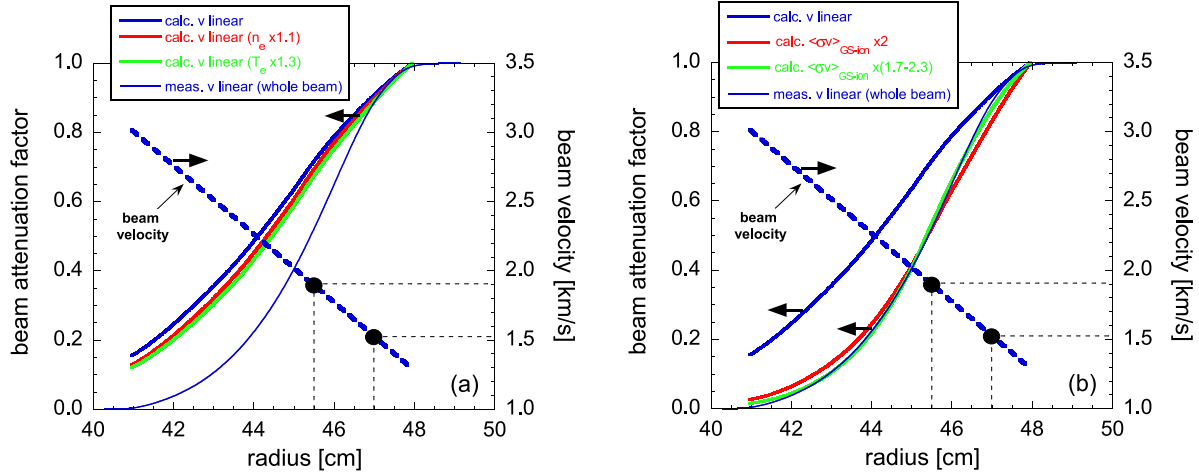 calc. v linear
calc. v linear (n_e x1.1)
calc. v linear (T_e x1.3)
meas. v linear (whole beam)
1.0
0.8
0.6
0.4
0.2
0.0
beam attenuation factor
3.5
3.0
2.5
2.0
1.5
1.0
beam velocity [km/s]
beam
velocity
(a)
40 42 44 46 48 50
radius [cm]
calc. v linear
calc. <σv>GS-ion x2
calc. <σv>GS-ion x(1.7-2.3)
meas. v linear (whole beam)
1.0
0.8
0.6
0.4
0.2
0.0
beam attenuation factor
3.5
3.0
2.5
2.0
1.5
1.0
beam velocity [km/s]
beam
velocity
(b)
40 42 44 46 48 50
radius [cm]